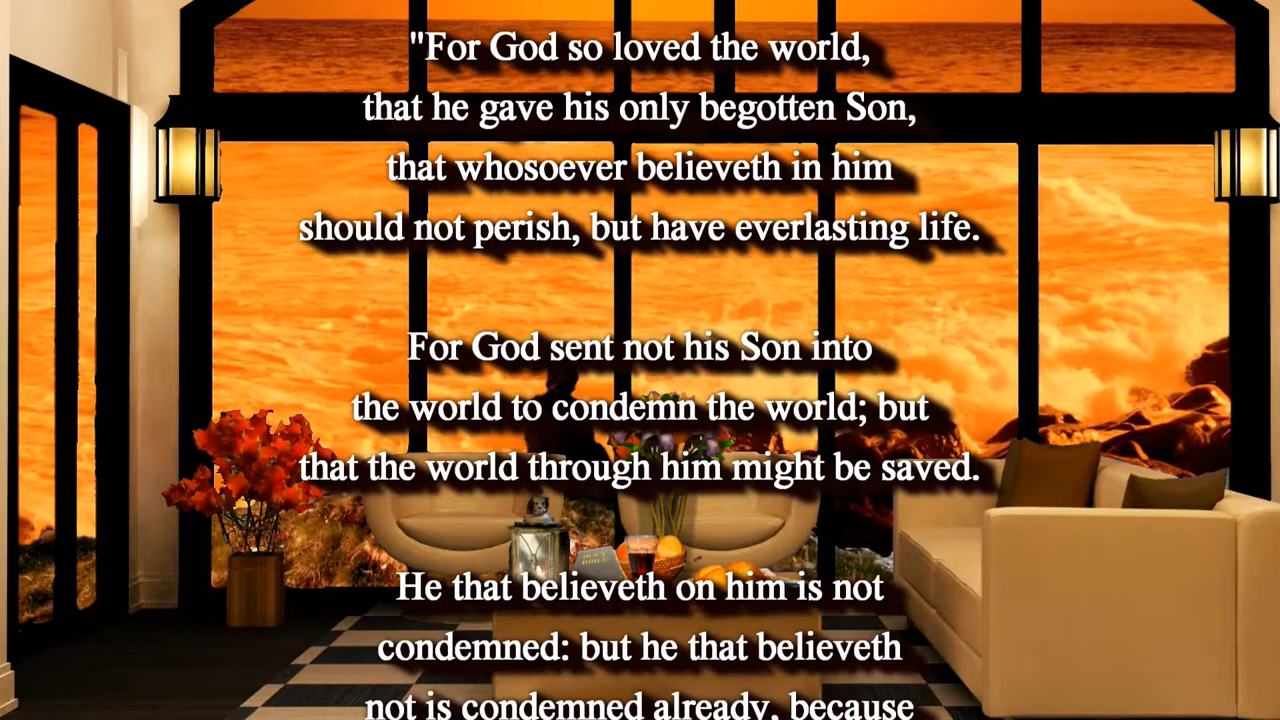 "For God so loved the world,
that he gave his only begotten Son,
that whosoever believeth in him
should not perish, but have everlasting life.
For God sent not his Son into
the world to condemn the world; but
that the world through him might be saved.
HOLY
BIBLE
He that believeth on him is not
condemned: but he that believeth
not is condemned already, because